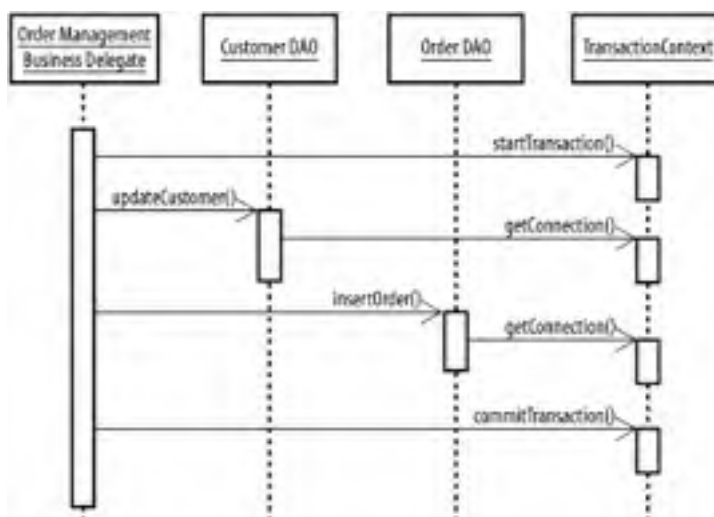 Order Management
Business Delegate
Customer DAO
Order DAO
TransactionContext
startTransaction()
updateCustomer()
getConnection()
insertOrder()
getConnection()
commitTransaction()